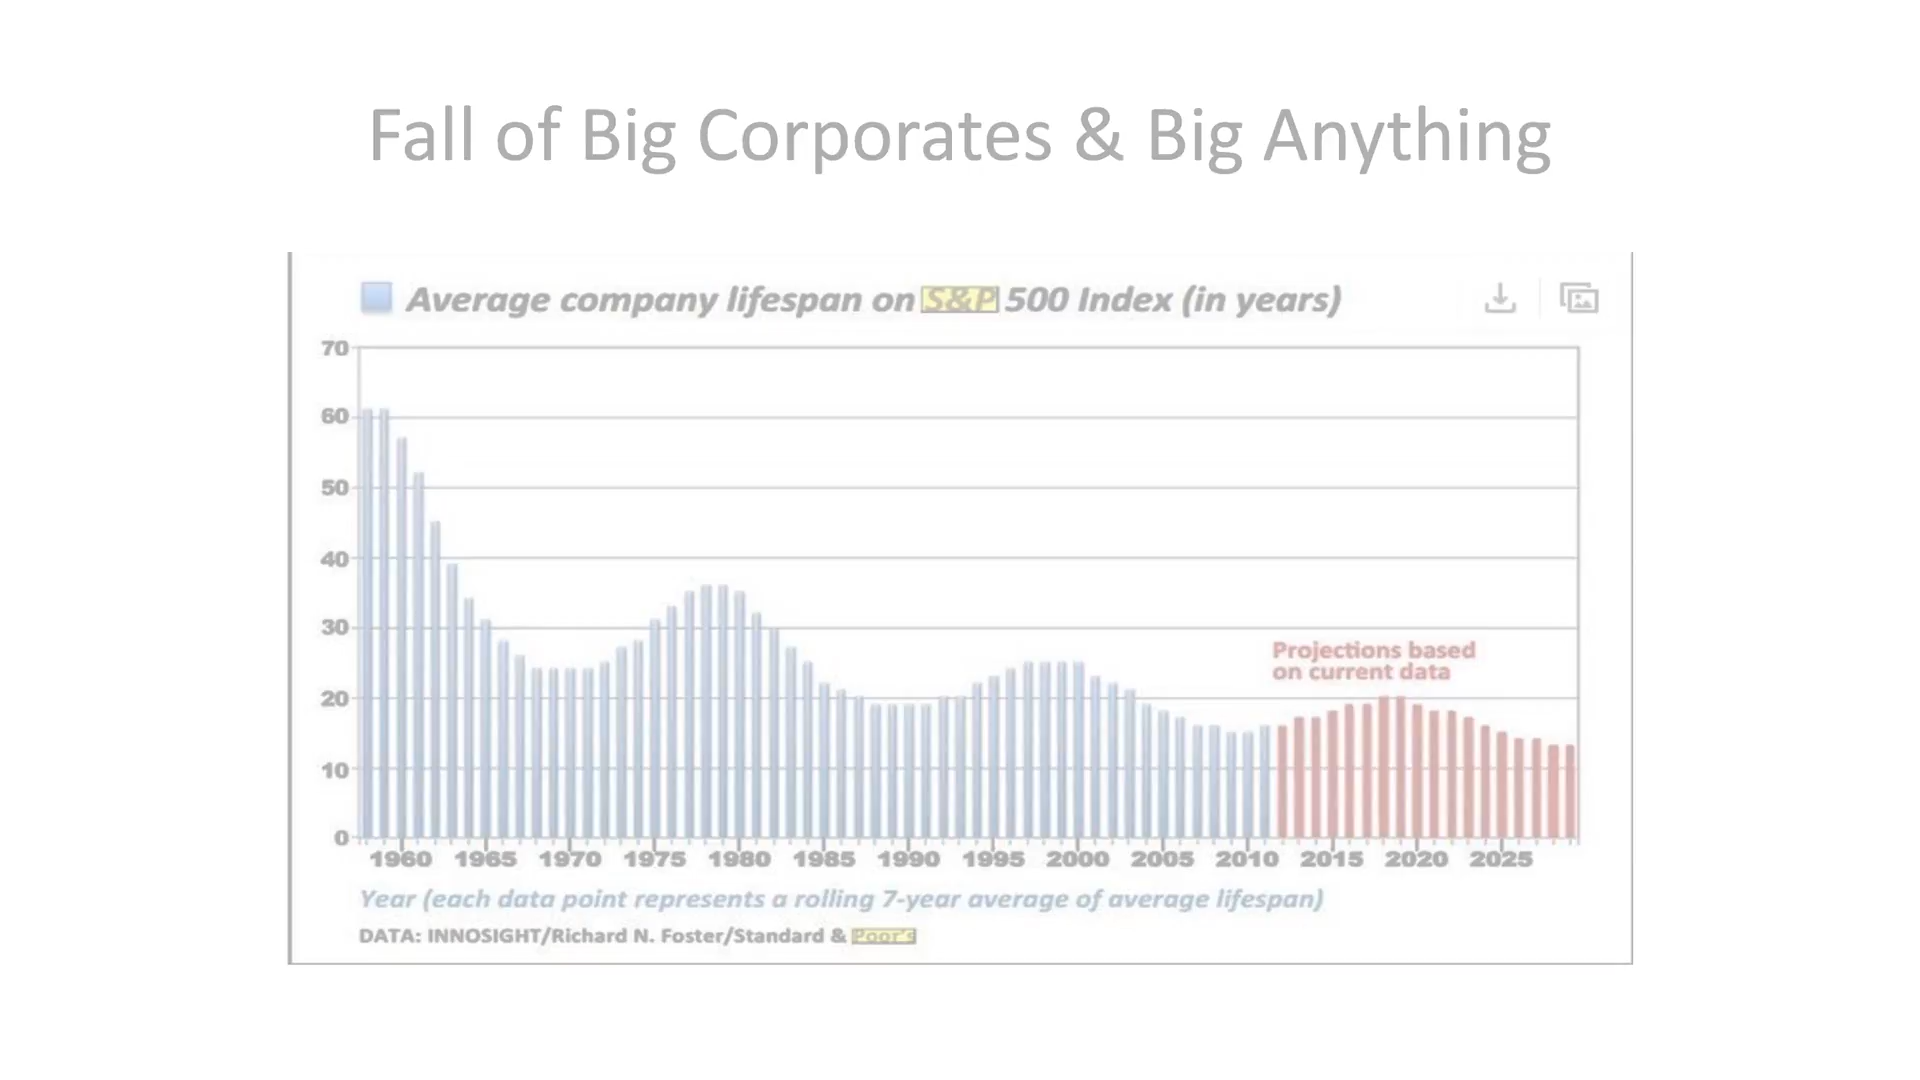 Fall of Big Corporates & Big Anything
Average company lifespan on S&P 500 Index (in years)
70
60
50
40
30
20
10
0
Projections based
on current data
1960 1965 1970 1975 1980 1985 1990 1995 2000 2005 2010 2015 2020 2025
Year (each data point represents a rolling 7-year average of average lifespan)
DATA: INNOSIGHT/Richard N. Foster/Standard & Poor's